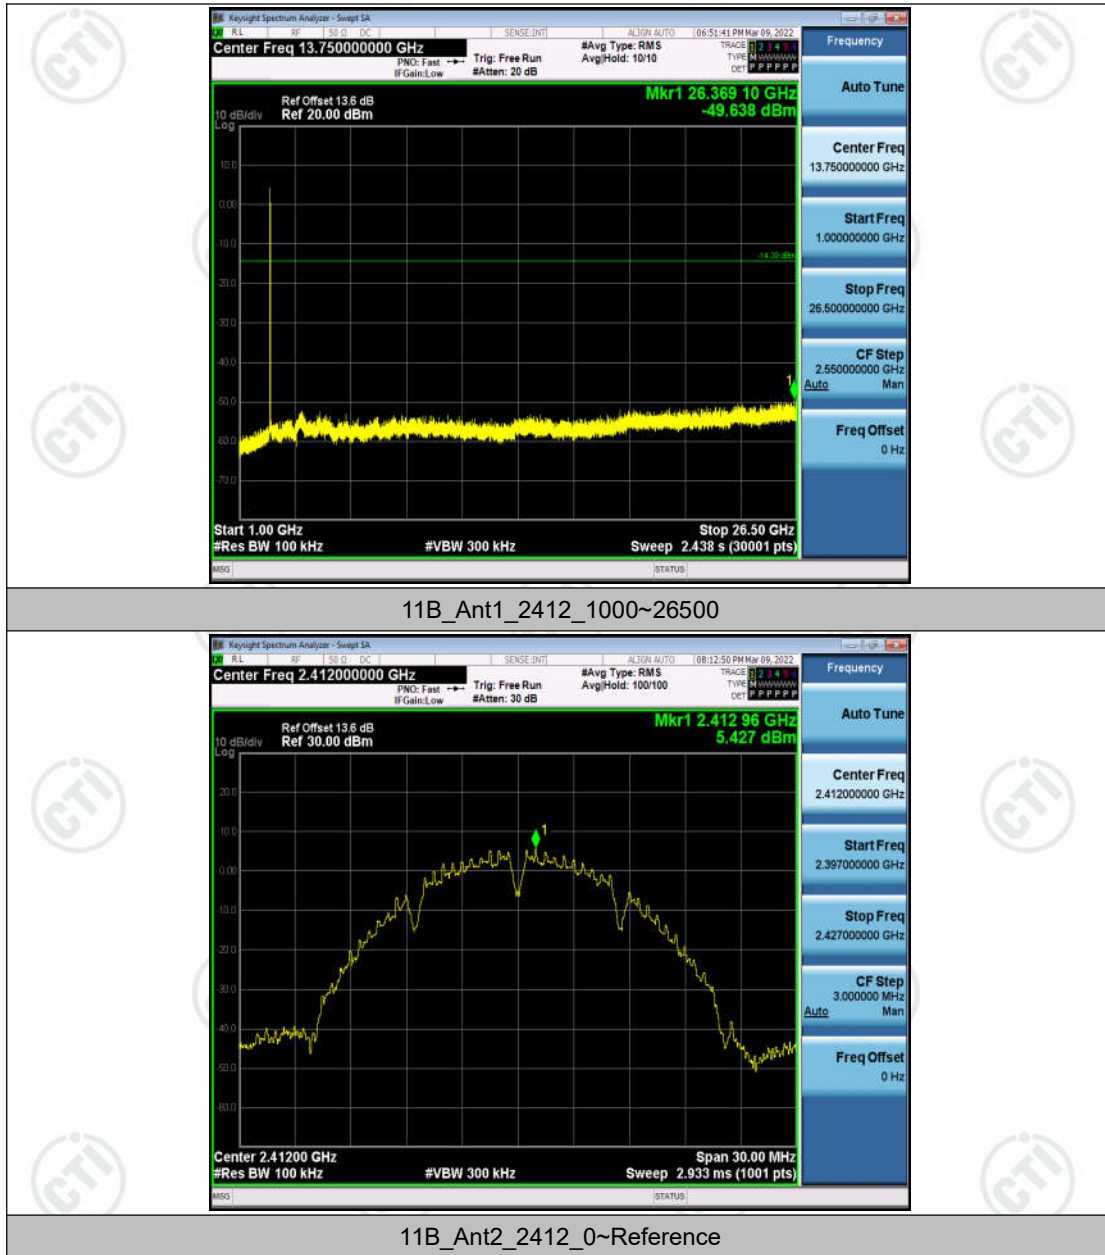 Keysight Spectrum Analyzer - Swept SA
RL RF 50 Ω DC SENSE:INT ALIGN AUTO 06:51:41 PM Mar 09, 2022
Center Freq 13.750000000 GHz
PNO: Fast
IFGain:Low
Trig: Free Run
#Atten: 20 dB
#Avg Type: RMS
Avg|Hold: 10/10
TRACE 1 2 3 4 5 6
TYPE M WWWWW
DET P P P P P P
Ref Offset 13.6 dB
Ref 20.00 dBm
10 dB/div
Log
Mkr1 26.369 10 GHz
-49.638 dBm
10.0
0.00
-10.0
-14.39 dBm
-20.0
-30.0
-40.0
1
-50.0
-60.0
-70.0
Start 1.00 GHz
Stop 26.50 GHz
#Res BW 100 kHz
#VBW 300 kHz
Sweep 2.438 s (30001 pts)
MSG
STATUS
Frequency
Auto Tune
Center Freq
13.750000000 GHz
Start Freq
1.000000000 GHz
Stop Freq
26.500000000 GHz
CF Step
2.550000000 GHz
Auto Man
Freq Offset
0 Hz
11B_Ant1_2412_1000~26500
Keysight Spectrum Analyzer - Swept SA
RL RF 50 Ω DC SENSE:INT ALIGN AUTO 08:12:50 PM Mar 09, 2022
Center Freq 2.412000000 GHz
PNO: Fast
IFGain:Low
Trig: Free Run
#Atten: 30 dB
#Avg Type: RMS
Avg|Hold: 100/100
TRACE 1 2 3 4 5 6
TYPE M WWWWW
DET P P P P P P
Ref Offset 13.6 dB
Ref 30.00 dBm
10 dB/div
Log
Mkr1 2.412 96 GHz
5.427 dBm
20.0
10.0
1
0.00
-10.0
-20.0
-30.0
-40.0
-50.0
-60.0
Center 2.41200 GHz
Span 30.00 MHz
#Res BW 100 kHz
#VBW 300 kHz
Sweep 2.933 ms (1001 pts)
MSG
STATUS
Frequency
Auto Tune
Center Freq
2.412000000 GHz
Start Freq
2.397000000 GHz
Stop Freq
2.427000000 GHz
CF Step
3.000000 MHz
Auto Man
Freq Offset
0 Hz
11B_Ant2_2412_0~Reference
CTI
CTI
CTI
CTI
CTI
CTI
CTI
CTI